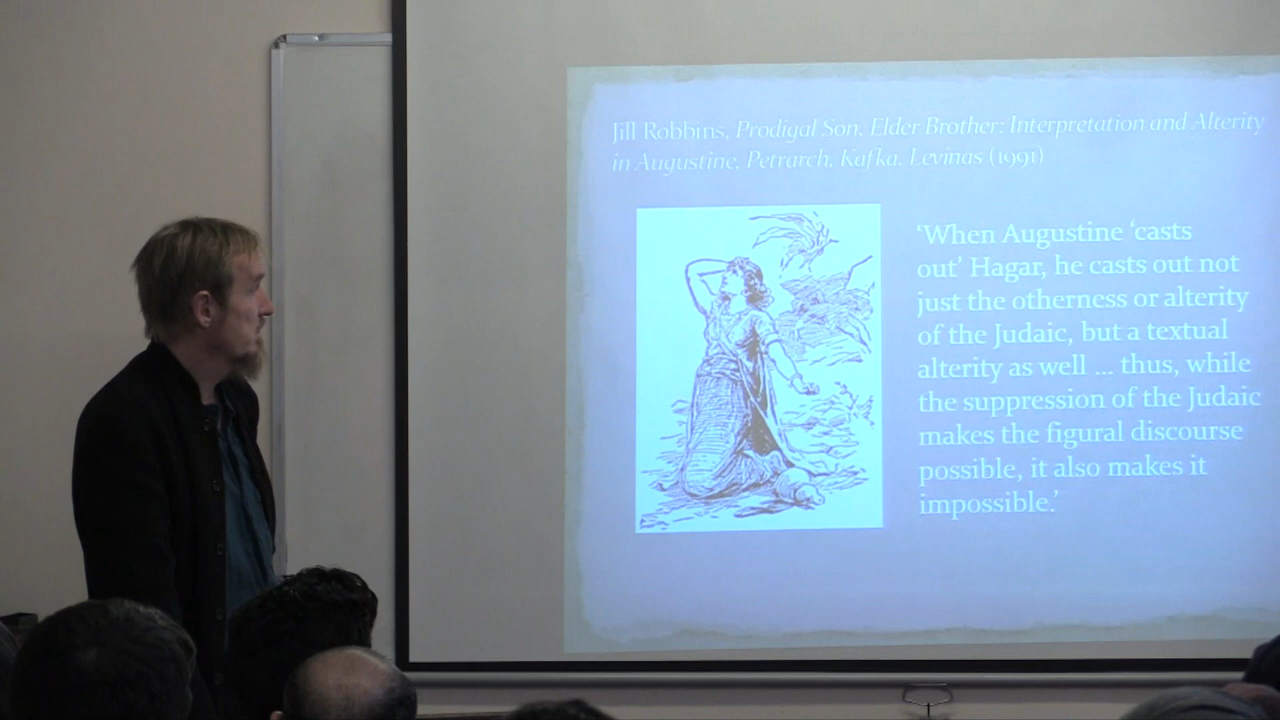 Jill Robbins, Prodigal Son, Elder Brother: Interpretation and Alterity
in Augustine, Petrarch, Kafka, Levinas (1991)
‘When Augustine ‘casts
out’ Hagar, he casts out not
just the otherness or alterity
of the Judaic, but a textual
alterity as well ... thus, while
the suppression of the Judaic
makes the figural discourse
possible, it also makes it
impossible.’